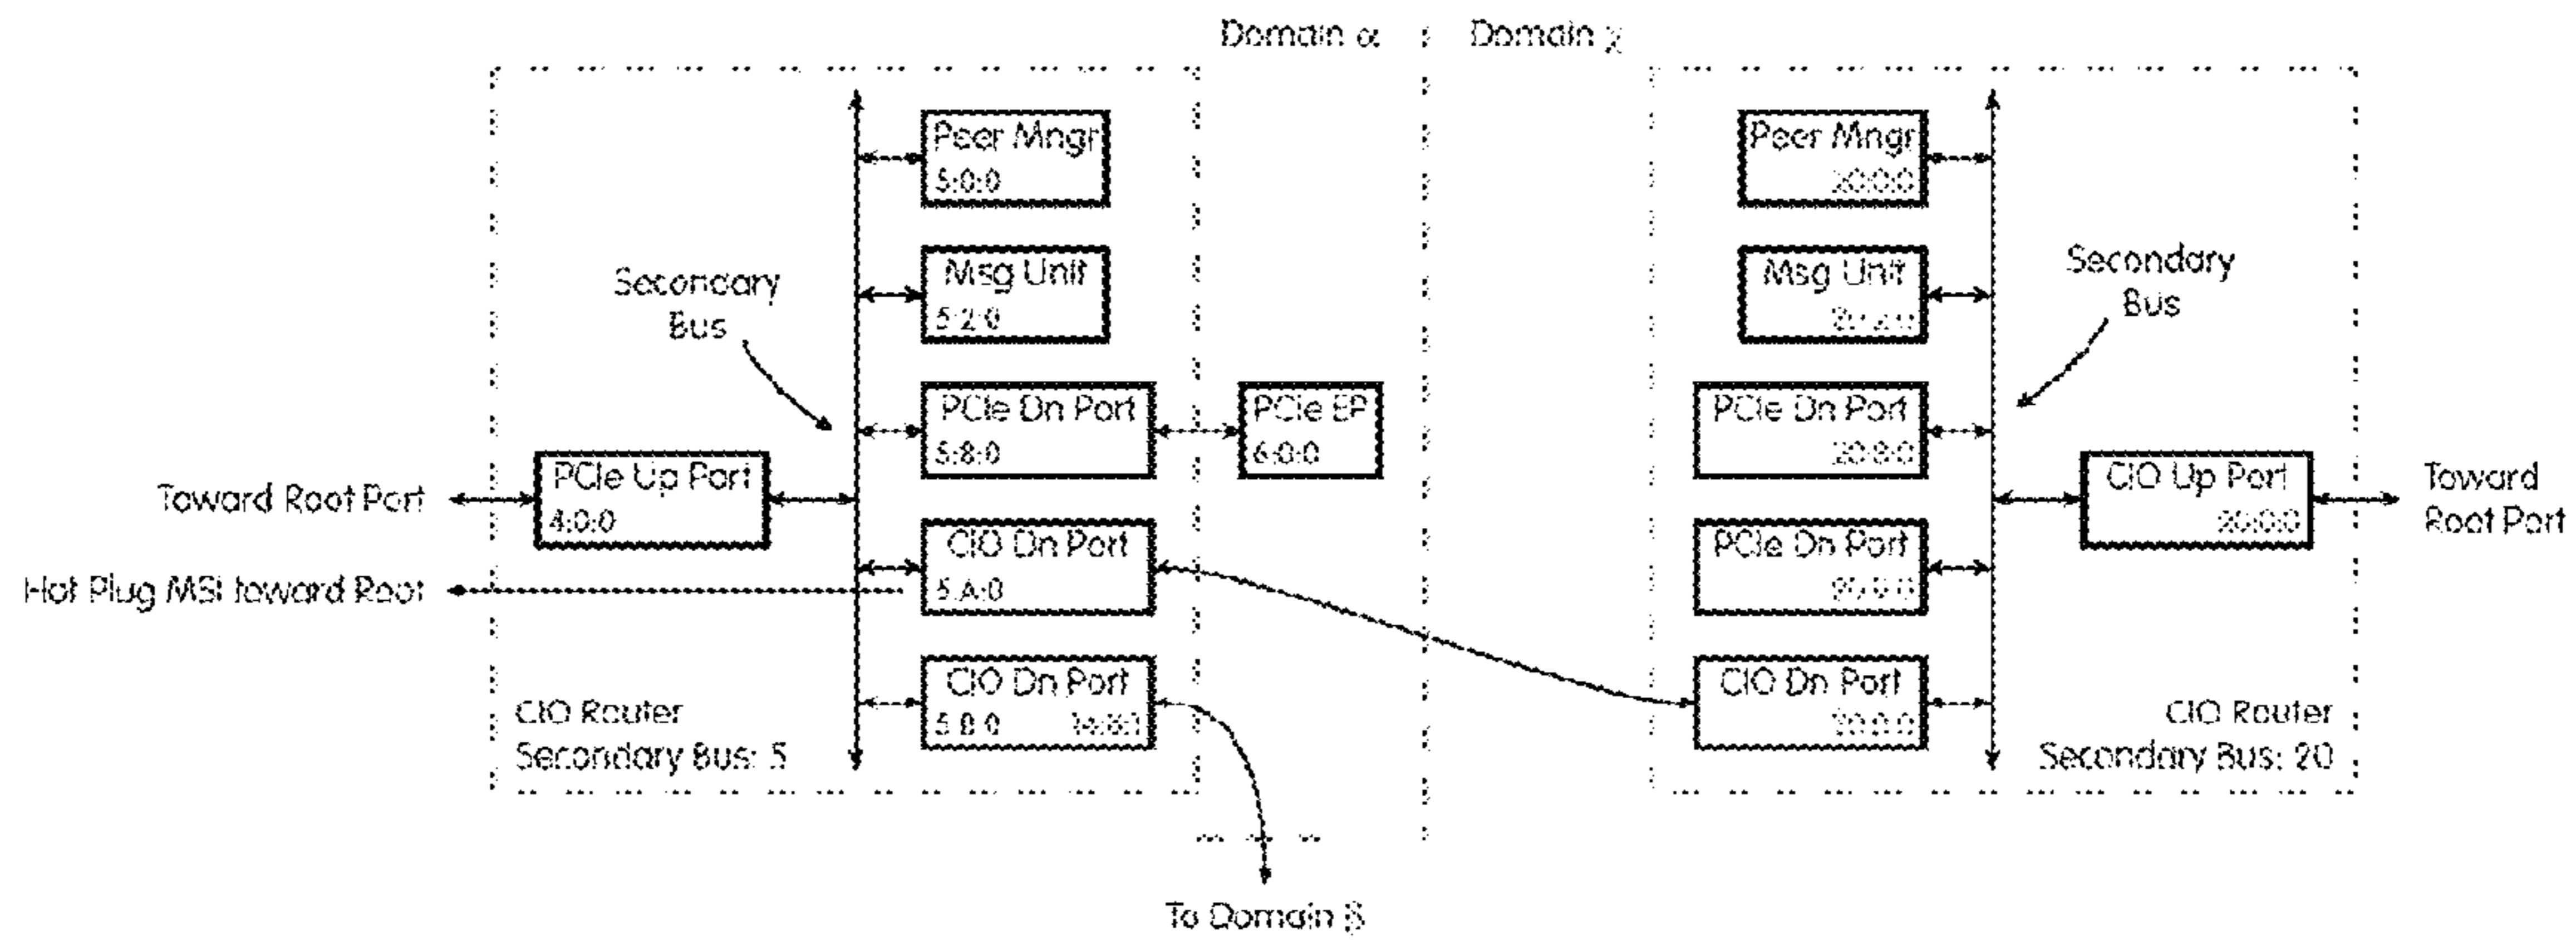 Domain α
Domain χ
Peer Mngr
5:0:0
Msg Unit
5:2:0
Secondary
Bus
PCIe Dn Port
5:8:0
PCIe EP
6:0:0
PCIe Up Port
4:0:0
Toward Root Port
CIO Dn Port
5:A:0
Hot Plug MSI toward Root
CIO Dn Port
5:B:0
CIO Router
Secondary Bus: 5
To Domain β
Peer Mngr
20:0:0
Msg Unit
Secondary
Bus
PCIe Dn Port
20:8:0
CIO Up Port
Toward
Root Port
PCIe Dn Port
CIO Dn Port
CIO Router
Secondary Bus: 20